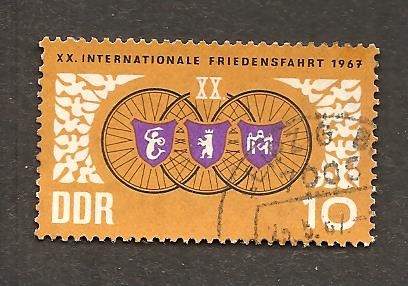 XX. INTERNATIONALE FRIEDENSFAHRT 1967
XX
DDR
10